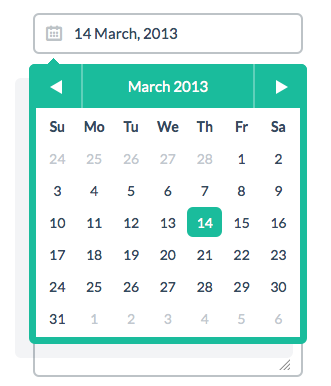 14 March, 2013
March 2013
Su Mo Tu We Th Fr Sa
24 25 26 27 28 1 2
3 4 5 6 7 8 9
10 11 12 13 14 15 16
17 18 19 20 21 22 23
24 25 26 27 28 29 30
31 1 2 3 4 5 6